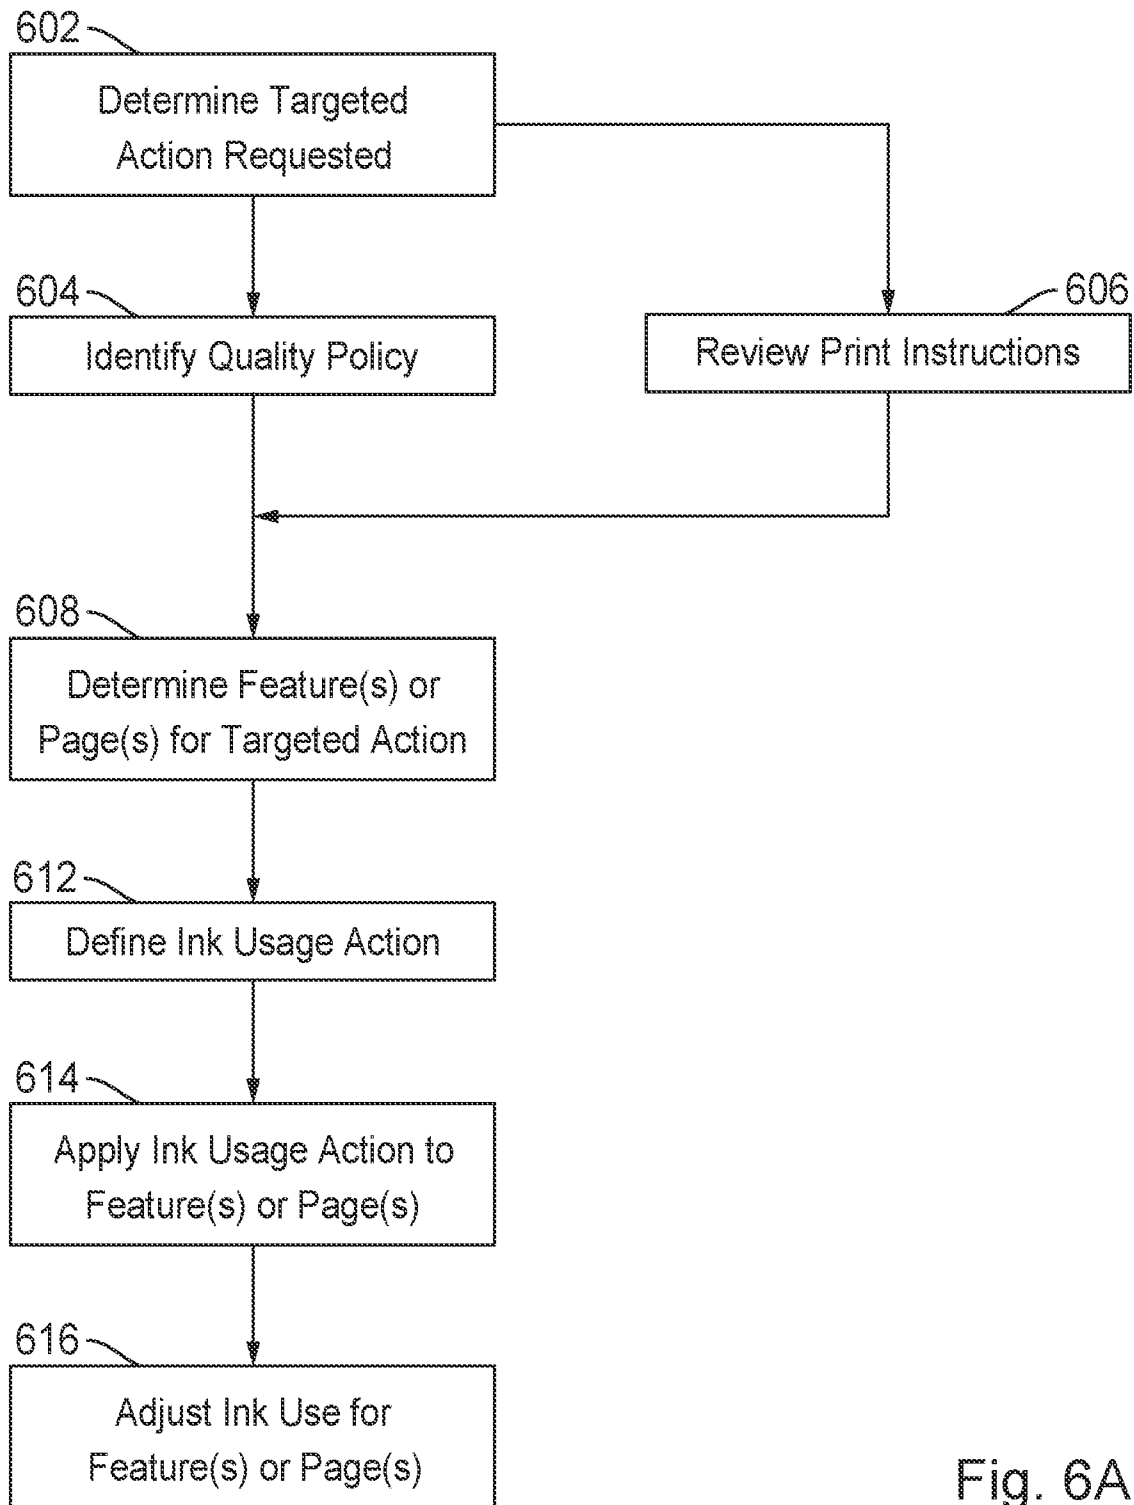 602
Determine Targeted
Action Requested
604
Identify Quality Policy
606
Review Print Instructions
608
Determine Feature(s) or
Page(s) for Targeted Action
612
Define Ink Usage Action
614
Apply Ink Usage Action to
Feature(s) or Page(s)
616
Adjust Ink Use for
Feature(s) or Page(s)
Fig. 6A